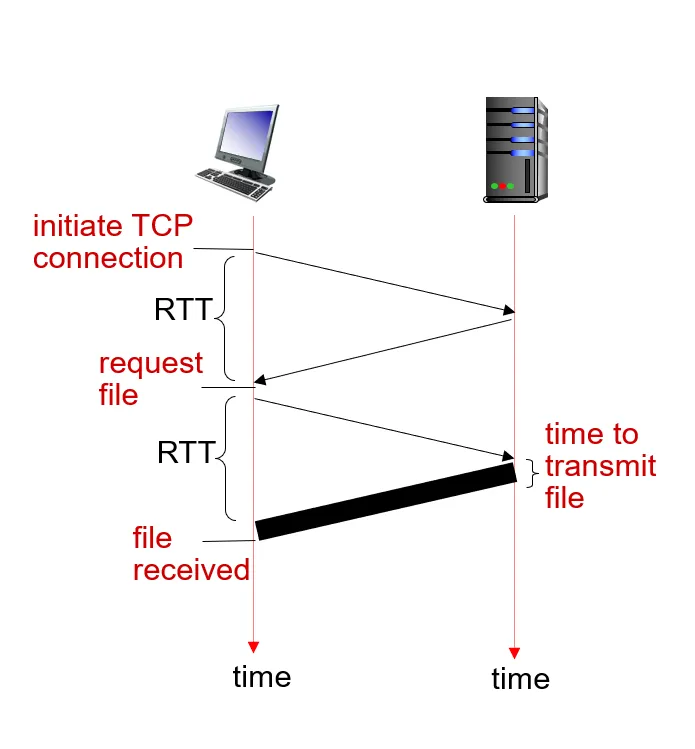 initiate TCP
connection
RTT
request
file
RTT
time to
transmit
file
file
received
time
time